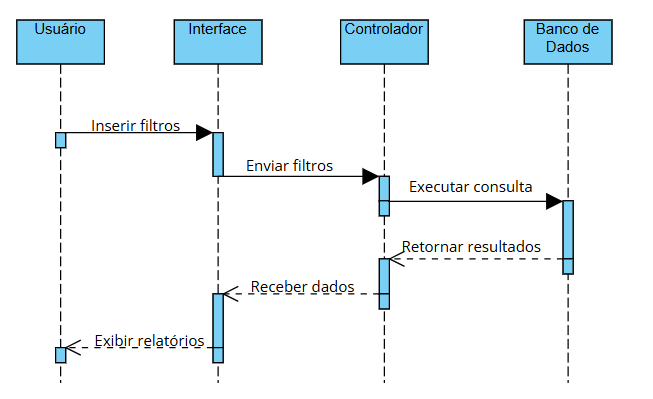 Usuário
Interface
Controlador
Banco de
Dados
Inserir filtros
Enviar filtros
Executar consulta
Retornar resultados
Receber dados
Exibir relatórios